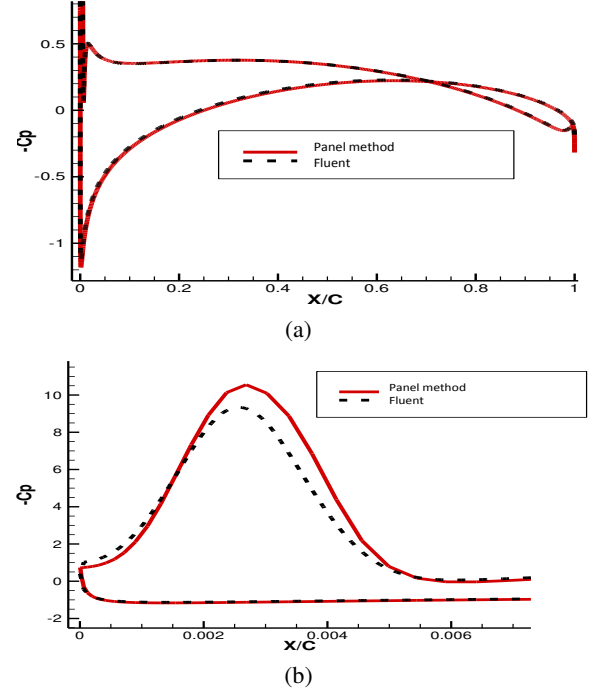 0.5
0
-0.5
-1
-Cp
Panel method
Fluent
0 0.2 0.4 0.6 0.8 1
X/C
(a)
10
8
6
4
2
0
-2
-Cp
Panel method
Fluent
0 0.002 0.004 0.006
X/C
(b)